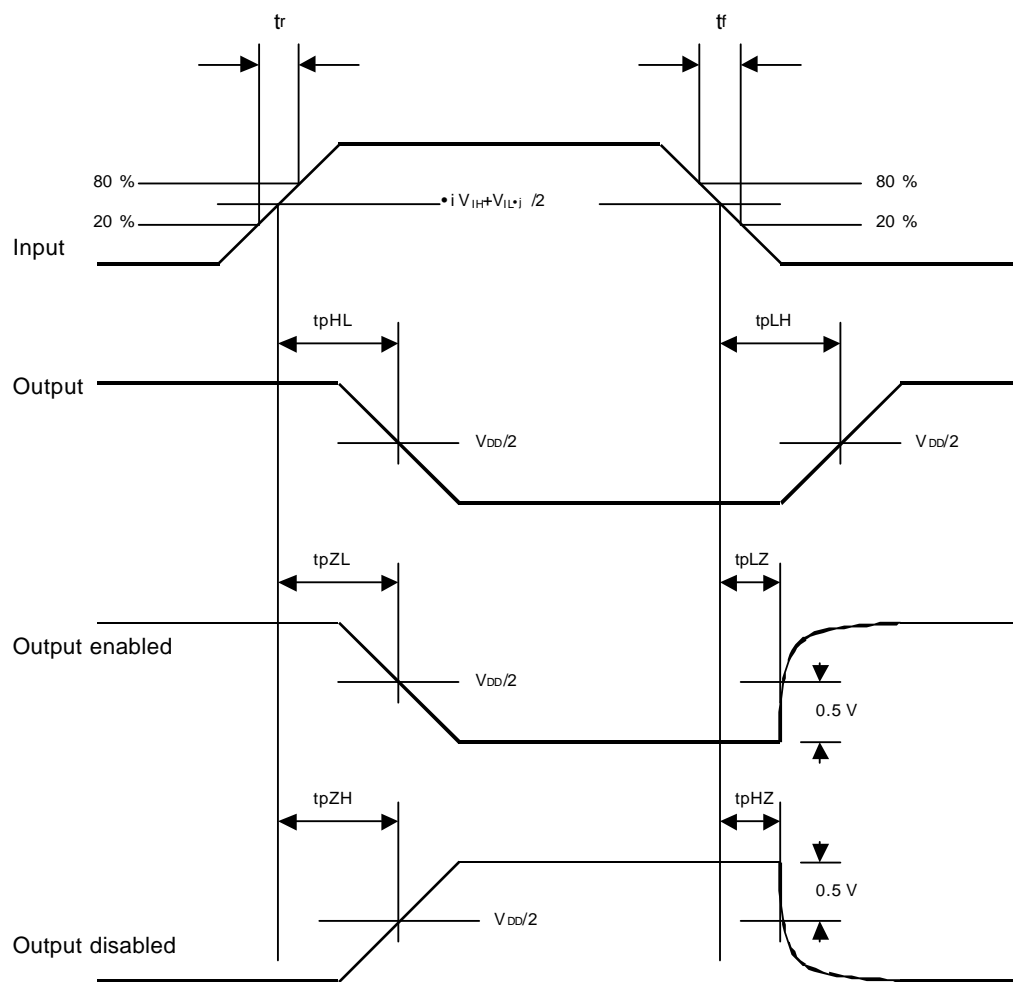 tr
tf
80 %
20 %
•i VIH+VIL•j /2
80 %
20 %
Input
tpHL
tpLH
Output
VDD/2
VDD/2
tpZL
tpLZ
Output enabled
VDD/2
0.5 V
tpZH
tpHZ
0.5 V
VDD/2
Output disabled